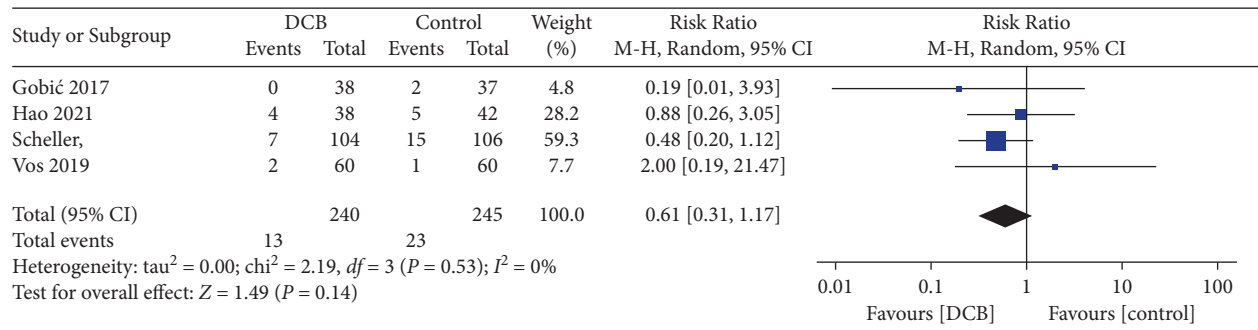 Study or Subgroup DCB Control Weight Risk Ratio Risk Ratio
Events Total Events Total (%) M-H, Random, 95% CI M-H, Random, 95% CI
Gobić 2017 0 38 2 37 4.8 0.19 [0.01, 3.93]
Hao 2021 4 38 5 42 28.2 0.88 [0.26, 3.05]
Scheller, 7 104 15 106 59.3 0.48 [0.20, 1.12]
Vos 2019 2 60 1 60 7.7 2.00 [0.19, 21.47]
Total (95% CI) 240 245 100.0 0.61 [0.31, 1.17]
Total events 13 23
Heterogeneity: tau² = 0.00; chi² = 2.19, df = 3 (P = 0.53); I² = 0%
Test for overall effect: Z = 1.49 (P = 0.14)
0.01 0.1 1 10 100
Favours [DCB] Favours [control]